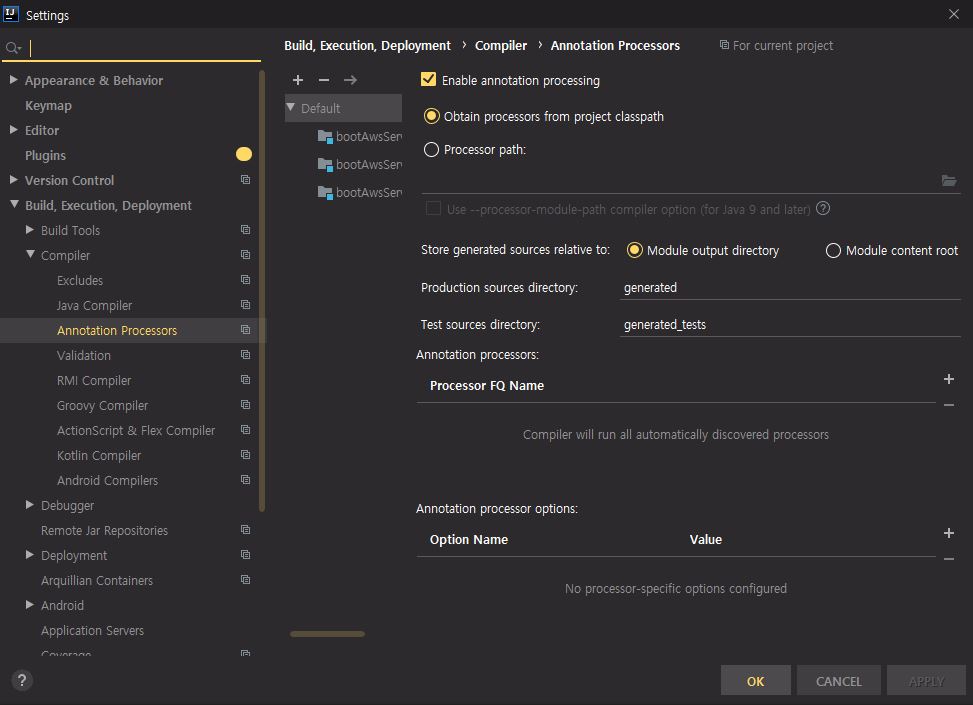 IJ
Settings
Appearance & Behavior
Keymap
Editor
Plugins
Version Control
Build, Execution, Deployment
Build Tools
Compiler
Excludes
Java Compiler
Annotation Processors
Validation
RMI Compiler
Groovy Compiler
ActionScript & Flex Compiler
Kotlin Compiler
Android Compilers
Debugger
Remote Jar Repositories
Deployment
Arquillian Containers
Android
Application Servers
Coverage
?
Build, Execution, Deployment › Compiler › Annotation Processors
For current project
Default
bootAwsSer
bootAwsSer
bootAwsSer
Enable annotation processing
Obtain processors from project classpath
Processor path:
Use --processor-module-path compiler option (for Java 9 and later) ?
Store generated sources relative to: Module output directory Module content root
Production sources directory: generated
Test sources directory: generated_tests
Annotation processors:
Processor FQ Name
Compiler will run all automatically discovered processors
Annotation processor options:
Option Name Value
No processor-specific options configured
OK CANCEL APPLY